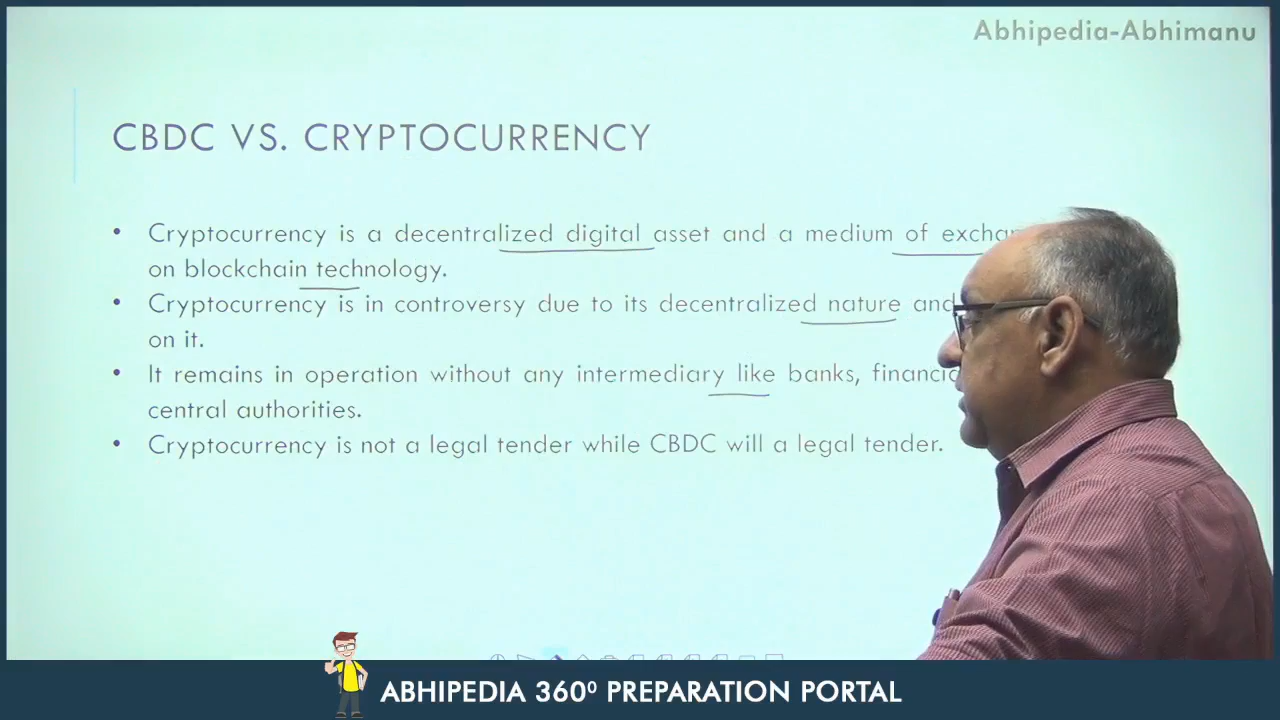 Abhipedia-Abhimanu
CBDC VS. CRYPTOCURRENCY
• Cryptocurrency is a decentralized digital asset and a medium of
on blockchain technology.
• Cryptocurrency is in controversy due to its decentralized nature and
on it.
• It remains in operation without any intermediary like banks,
central authorities.
• Cryptocurrency is not a legal tender while CBDC will a legal tender.
ABHIPEDIA 360⁰ PREPARATION PORTAL